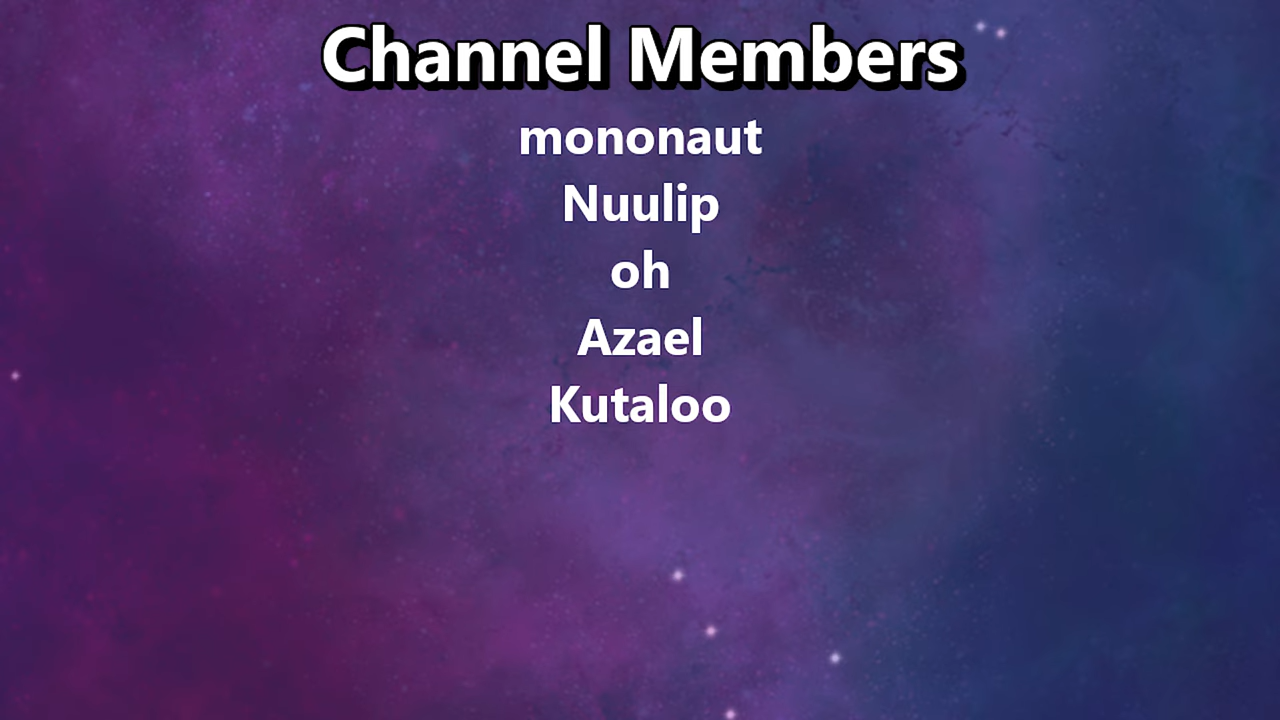 Channel Members
mononaut
Nuulip
oh
Azael
Kutaloo